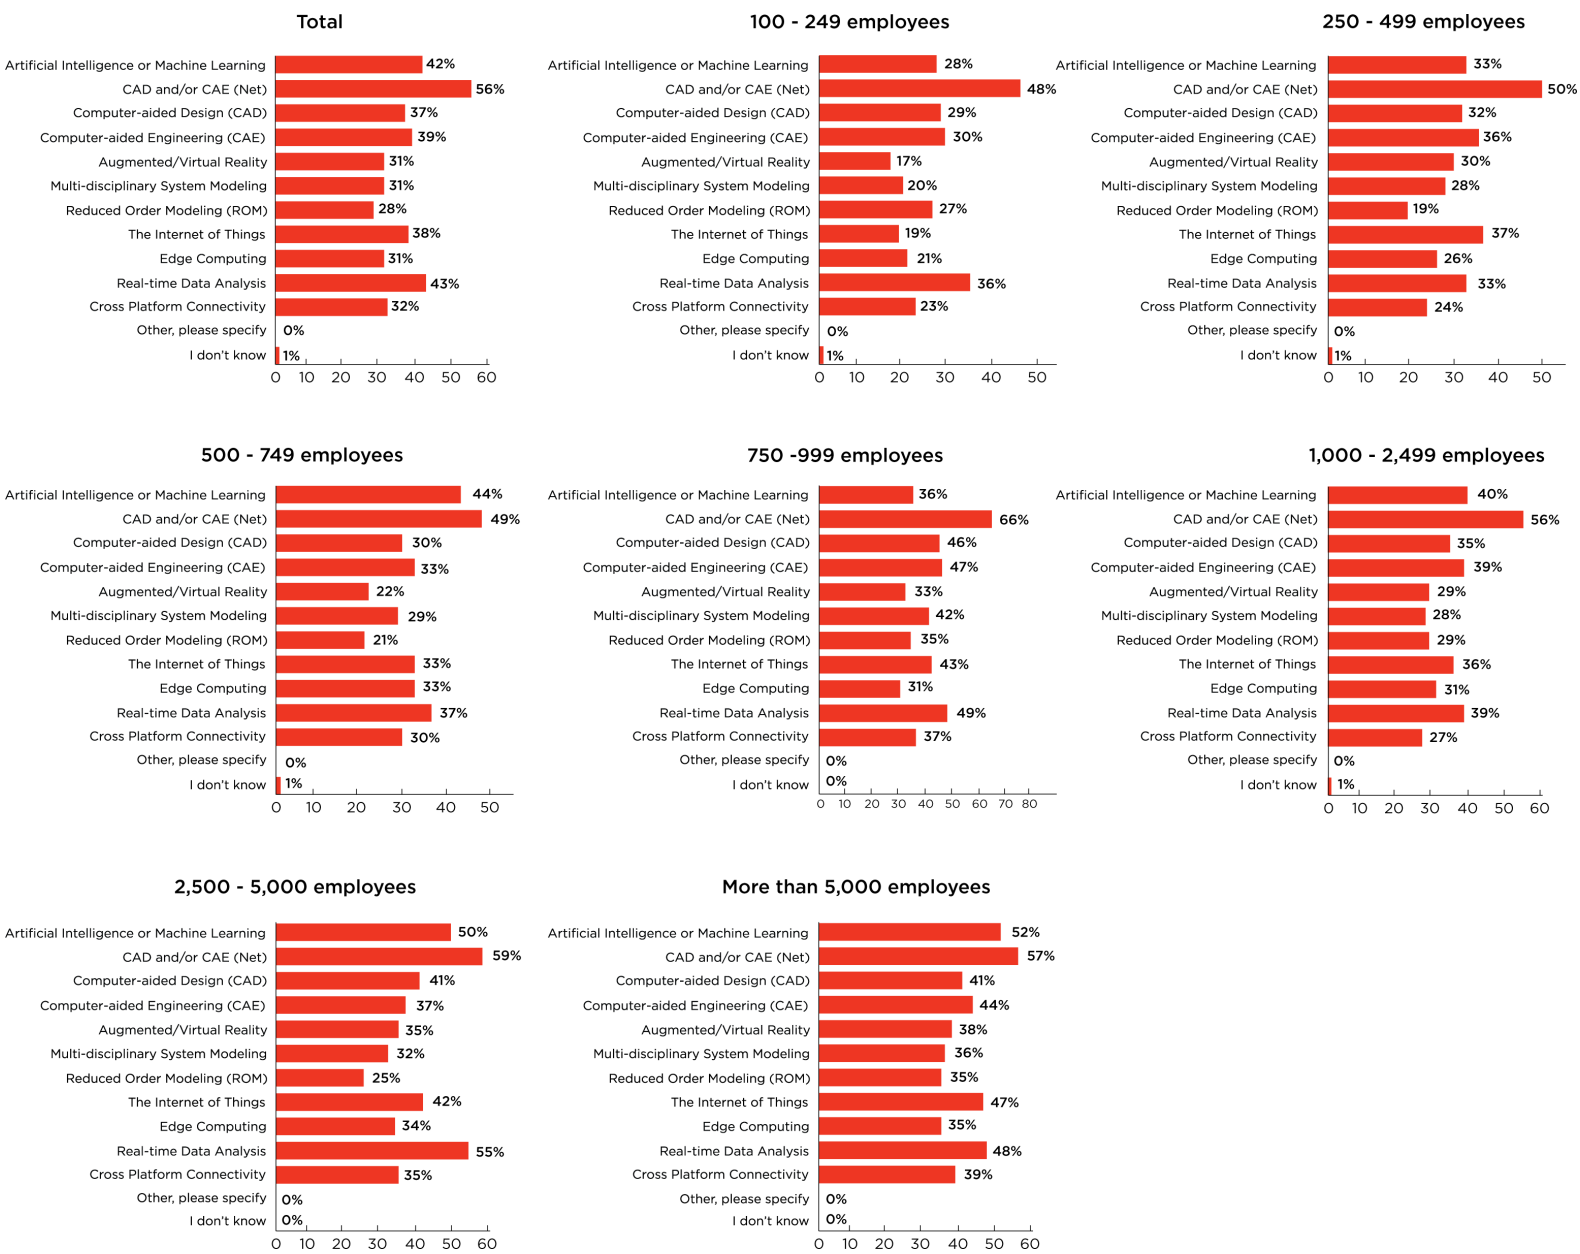 Total
Artificial Intelligence or Machine Learning 42%
CAD and/or CAE (Net) 56%
Computer-aided Design (CAD) 37%
Computer-aided Engineering (CAE) 39%
Augmented/Virtual Reality 31%
Multi-disciplinary System Modeling 31%
Reduced Order Modeling (ROM) 28%
The Internet of Things 38%
Edge Computing 31%
Real-time Data Analysis 43%
Cross Platform Connectivity 32%
Other, please specify 0%
I don't know 1%
0 10 20 30 40 50 60
100 - 249 employees
Artificial Intelligence or Machine Learning 28%
CAD and/or CAE (Net) 48%
Computer-aided Design (CAD) 29%
Computer-aided Engineering (CAE) 30%
Augmented/Virtual Reality 17%
Multi-disciplinary System Modeling 20%
Reduced Order Modeling (ROM) 27%
The Internet of Things 19%
Edge Computing 21%
Real-time Data Analysis 36%
Cross Platform Connectivity 23%
Other, please specify 0%
I don't know 1%
0 10 20 30 40 50
250 - 499 employees
Artificial Intelligence or Machine Learning 33%
CAD and/or CAE (Net) 50%
Computer-aided Design (CAD) 32%
Computer-aided Engineering (CAE) 36%
Augmented/Virtual Reality 30%
Multi-disciplinary System Modeling 28%
Reduced Order Modeling (ROM) 19%
The Internet of Things 37%
Edge Computing 26%
Real-time Data Analysis 33%
Cross Platform Connectivity 24%
Other, please specify 0%
I don't know 1%
0 10 20 30 40 50
500 - 749 employees
Artificial Intelligence or Machine Learning 44%
CAD and/or CAE (Net) 49%
Computer-aided Design (CAD) 30%
Computer-aided Engineering (CAE) 33%
Augmented/Virtual Reality 22%
Multi-disciplinary System Modeling 29%
Reduced Order Modeling (ROM) 21%
The Internet of Things 33%
Edge Computing 33%
Real-time Data Analysis 37%
Cross Platform Connectivity 30%
Other, please specify 0%
I don't know 1%
0 10 20 30 40 50
750 -999 employees
Artificial Intelligence or Machine Learning 36%
CAD and/or CAE (Net) 66%
Computer-aided Design (CAD) 46%
Computer-aided Engineering (CAE) 47%
Augmented/Virtual Reality 33%
Multi-disciplinary System Modeling 42%
Reduced Order Modeling (ROM) 35%
The Internet of Things 43%
Edge Computing 31%
Real-time Data Analysis 49%
Cross Platform Connectivity 37%
Other, please specify 0%
I don't know 0%
0 10 20 30 40 50 60 70 80
1,000 - 2,499 employees
Artificial Intelligence or Machine Learning 40%
CAD and/or CAE (Net) 56%
Computer-aided Design (CAD) 35%
Computer-aided Engineering (CAE) 39%
Augmented/Virtual Reality 29%
Multi-disciplinary System Modeling 28%
Reduced Order Modeling (ROM) 29%
The Internet of Things 36%
Edge Computing 31%
Real-time Data Analysis 39%
Cross Platform Connectivity 27%
Other, please specify 0%
I don't know 1%
0 10 20 30 40 50 60
2,500 - 5,000 employees
Artificial Intelligence or Machine Learning 50%
CAD and/or CAE (Net) 59%
Computer-aided Design (CAD) 41%
Computer-aided Engineering (CAE) 37%
Augmented/Virtual Reality 35%
Multi-disciplinary System Modeling 32%
Reduced Order Modeling (ROM) 25%
The Internet of Things 42%
Edge Computing 34%
Real-time Data Analysis 55%
Cross Platform Connectivity 35%
Other, please specify 0%
I don't know 0%
0 10 20 30 40 50 60
More than 5,000 employees
Artificial Intelligence or Machine Learning 52%
CAD and/or CAE (Net) 57%
Computer-aided Design (CAD) 41%
Computer-aided Engineering (CAE) 44%
Augmented/Virtual Reality 38%
Multi-disciplinary System Modeling 36%
Reduced Order Modeling (ROM) 35%
The Internet of Things 47%
Edge Computing 35%
Real-time Data Analysis 48%
Cross Platform Connectivity 39%
Other, please specify 0%
I don't know 0%
0 10 20 30 40 50 60